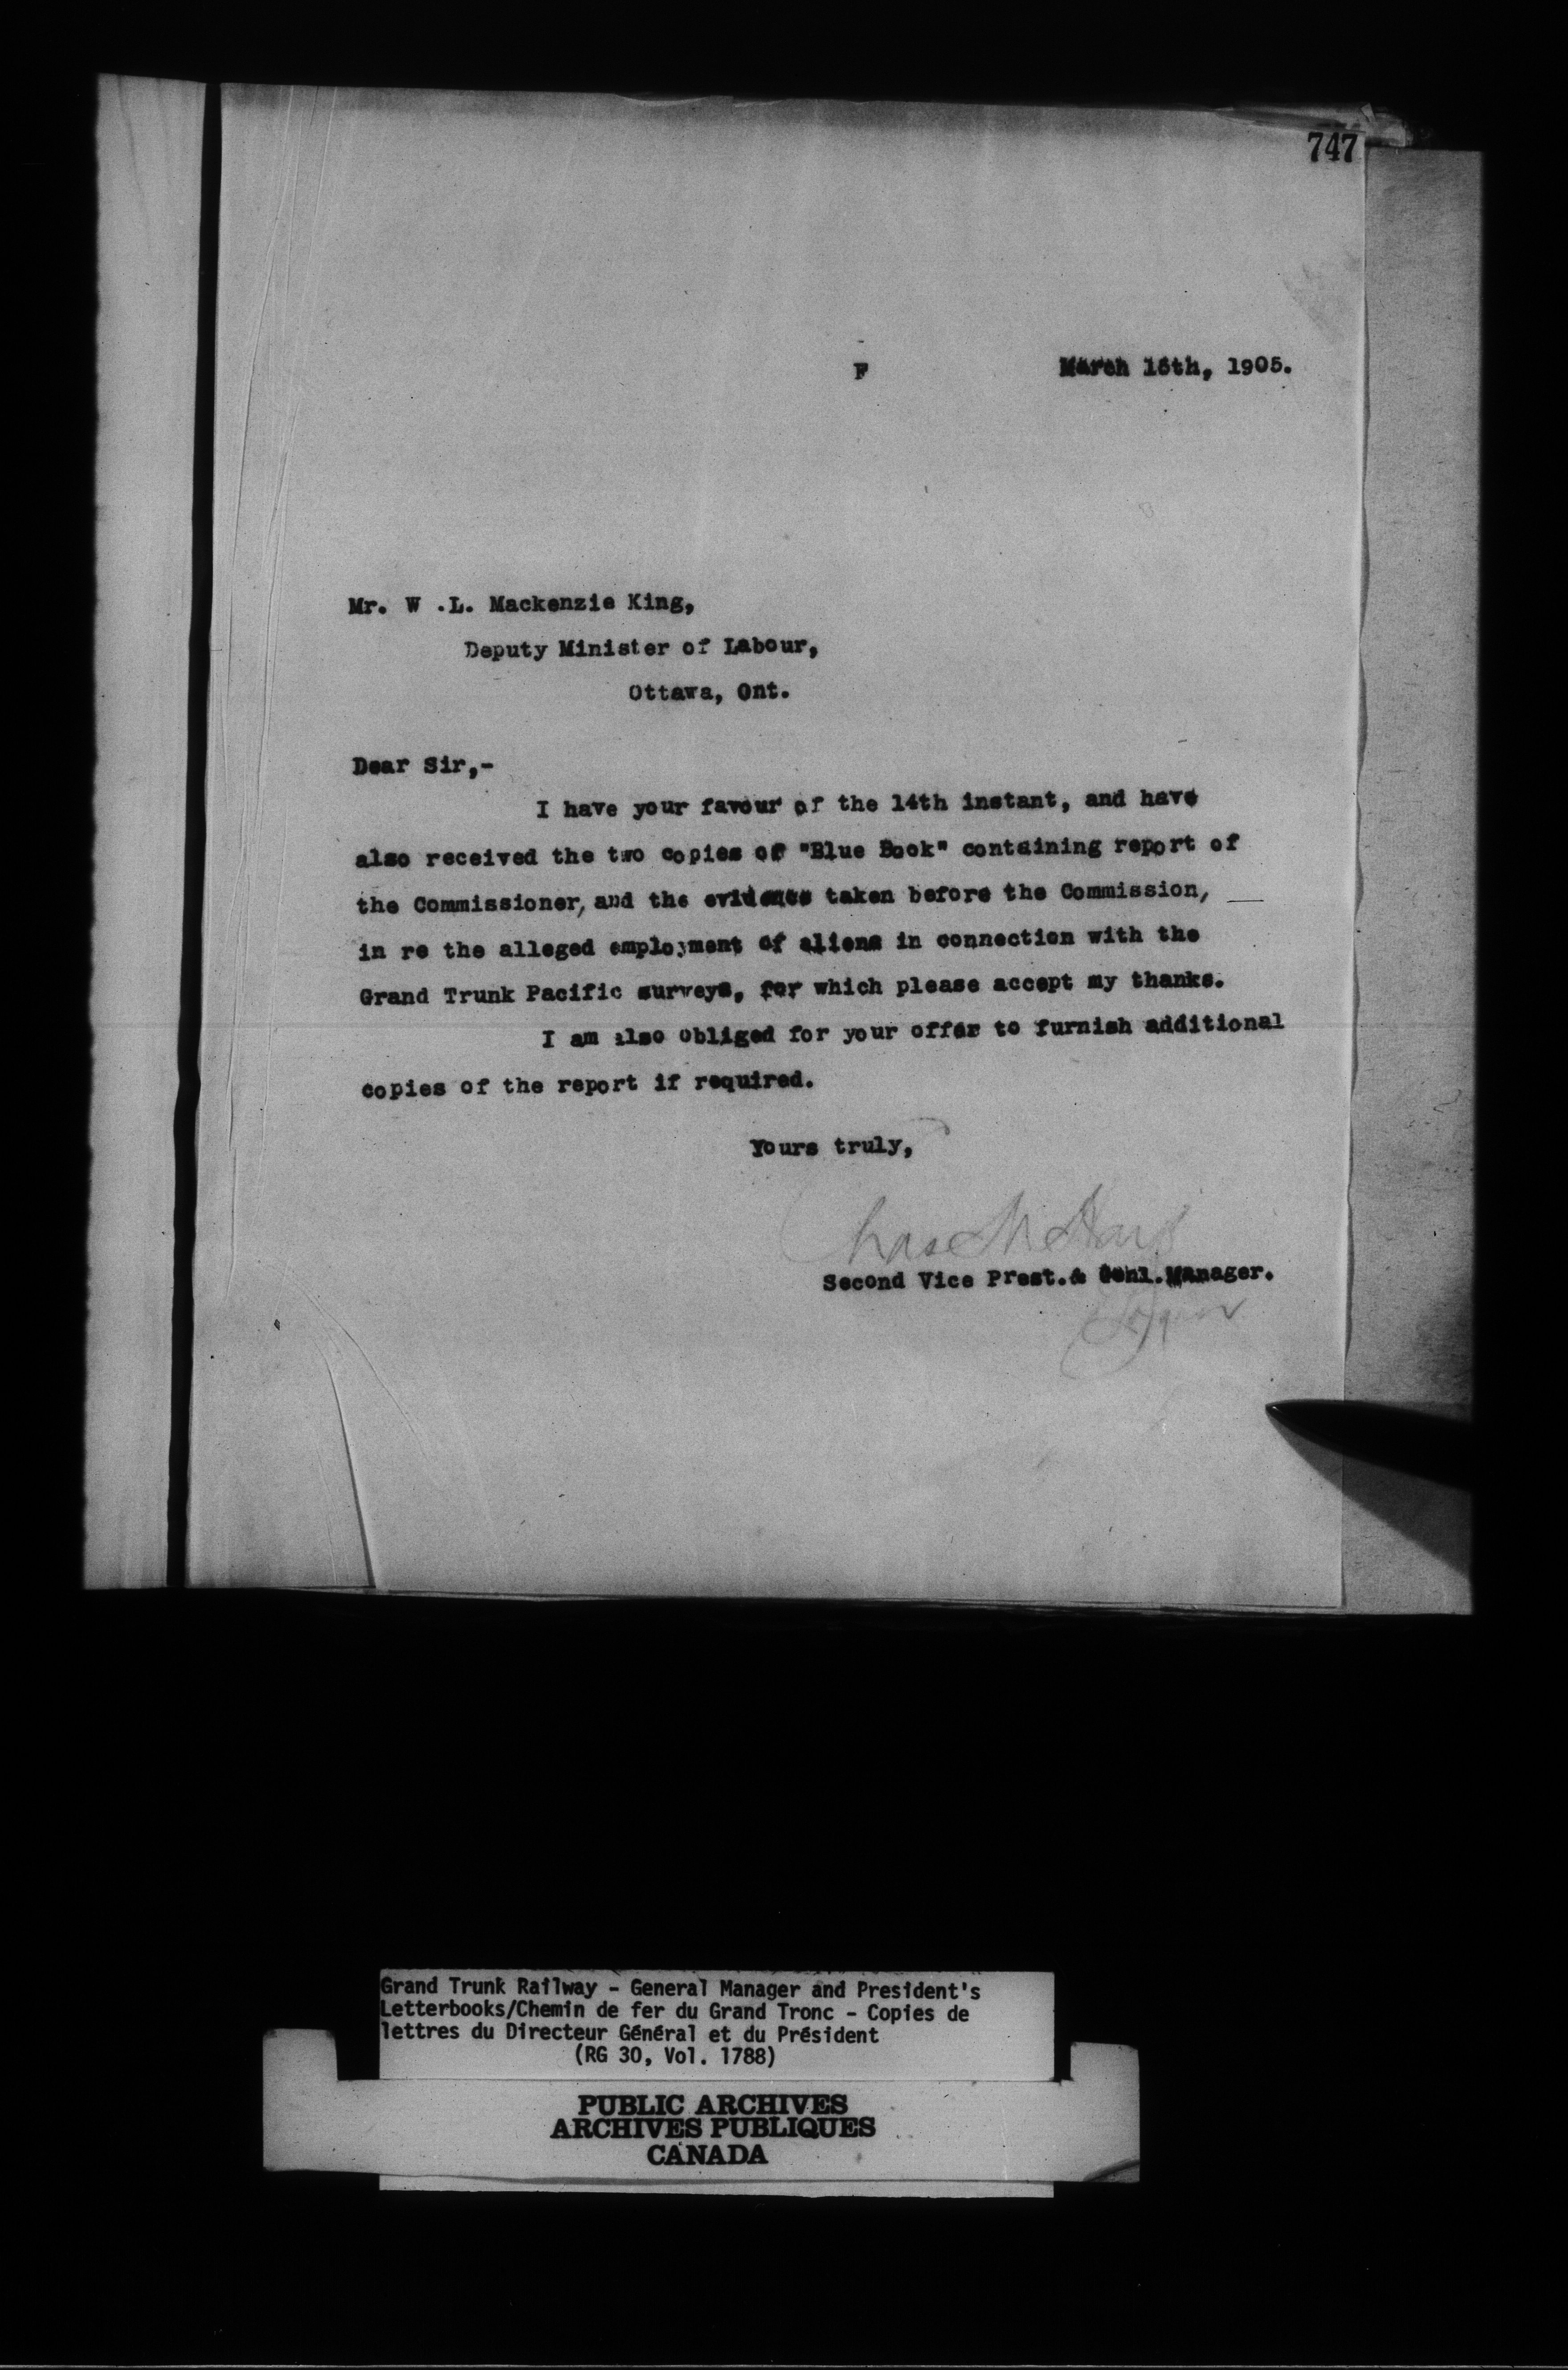 747
F March 16th, 1905.
Mr. W .L. Mackenzie King,
Deputy Minister of Labour,
Ottawa, Ont.
Dear Sir,-
I have your favour of the 14th instant, and have
also received the two copies of "Blue Book" containing report of
the Commissioner, and the evidence taken before the Commission, __
in re the alleged employment of aliens in connection with the
Grand Trunk Pacific surveys, for which please accept my thanks.
I am also obliged for your offer to furnish additional
copies of the report if required.
Yours truly,
Chas M Hays
Second Vice Prest. & Genl. Manager.
Grand Trunk Railway - General Manager and President's
Letterbooks/Chemin de fer du Grand Tronc - Copies de
lettres du Directeur Général et du Président
(RG 30, Vol. 1788)
PUBLIC ARCHIVES
ARCHIVES PUBLIQUES
CANADA